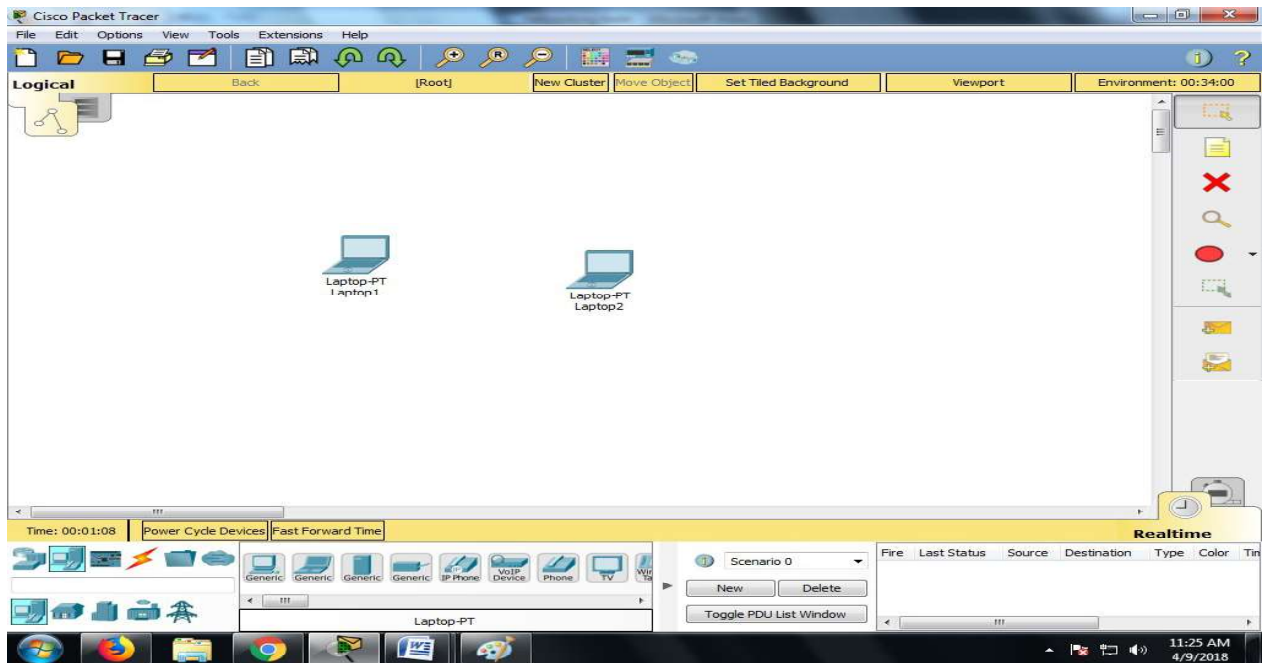 Cisco Packet Tracer
File Edit Options View Tools Extensions Help
Logical Back [Root] New Cluster Move Object Set Tiled Background Viewport Environment: 00:34:00
Laptop-PT
Laptop1
Laptop-PT
Laptop2
Time: 00:01:08 Power Cycle Devices Fast Forward Time Realtime
Generic Generic Generic Generic IP Phone VoIP Device Phone TV
Laptop-PT
Scenario 0
New Delete
Toggle PDU List Window
Fire Last Status Source Destination Type Color
11:25 AM
4/9/2018